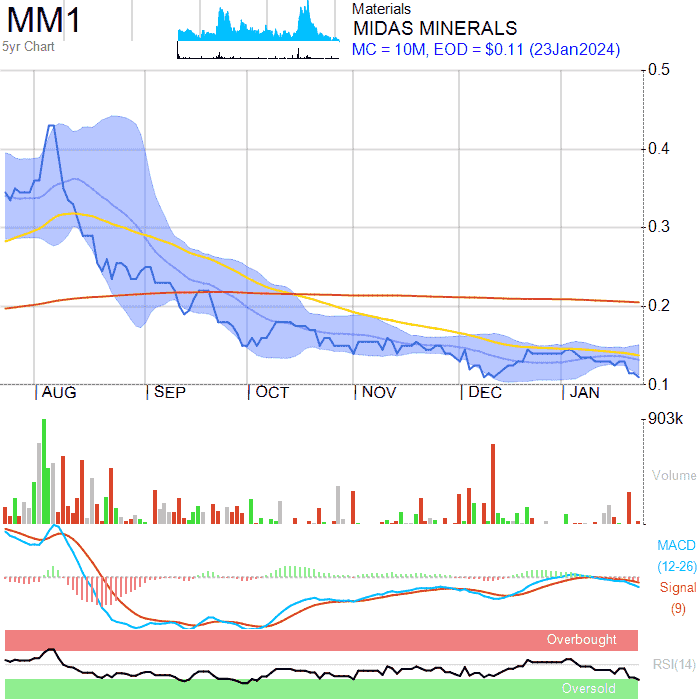 MM1
5yr Chart
Materials
MIDAS MINERALS
MC = 10M, EOD = $0.11 (23Jan2024)
0.5
0.4
0.3
0.2
0.1
AUG SEP OCT NOV DEC JAN
903k
Volume
MACD
(12-26)
Signal
(9)
Overbought
RSI(14)
Oversold